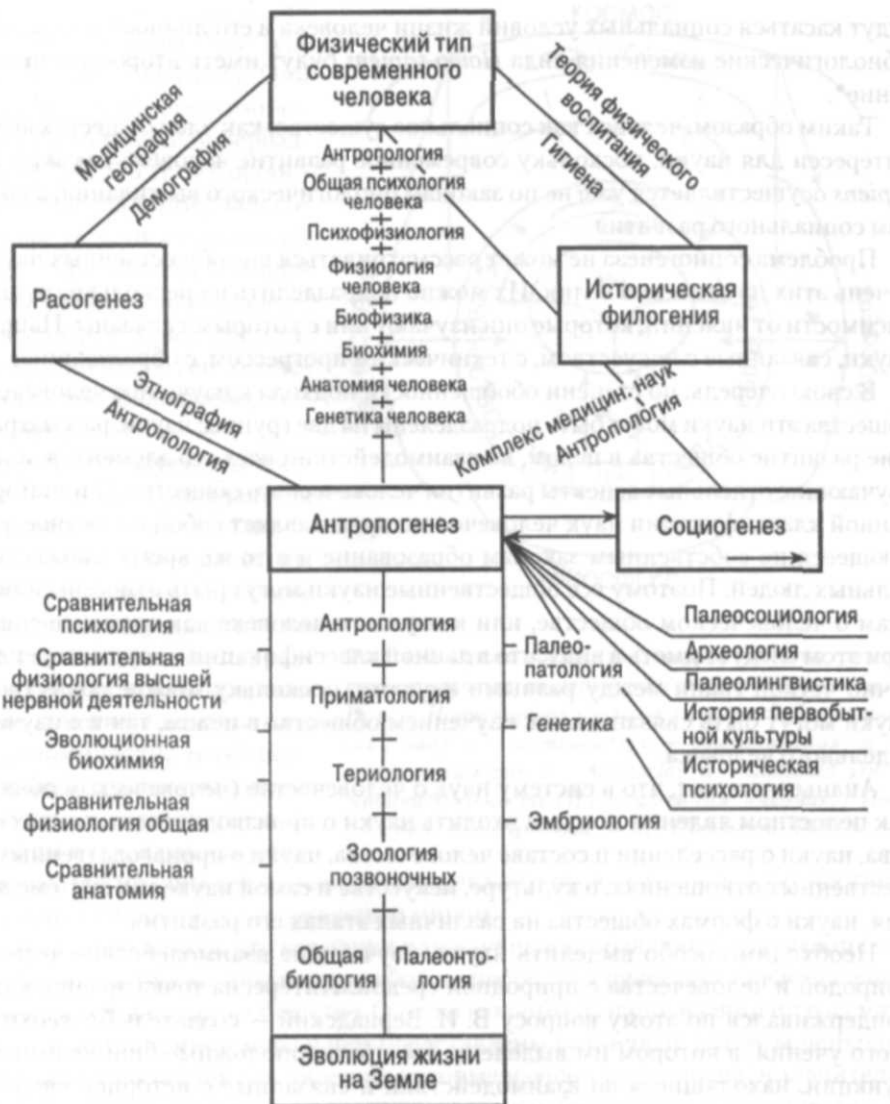 Физический тип
современного
человека
Медицинская
география
Демография
Теория физического
воспитания
Гигиена
Антропология
Общая психология
человека
Психофизиология
Физиология
человека
Биофизика
Биохимия
Анатомия человека
Генетика человека
Расогенез
Историческая
филогения
Этнография
Антропология
Комплекс медицин. наук
Антропология
Антропогенез
Социогенез
Сравнительная
психология
Сравнительная
физиология высшей
нервной деятельности
Эволюционная
биохимия
Сравнительная
физиология общая
Сравнительная
анатомия
Антропология
Приматология
Териология
Зоология
позвоночных
Общая
биология
Палеонто-
логия
Эволюция жизни
на Земле
Палео-
патология
Генетика
Эмбриология
Палеосоциология
Археология
Палеолингвистика
История первобыт-
ной культуры
Историческая
психология